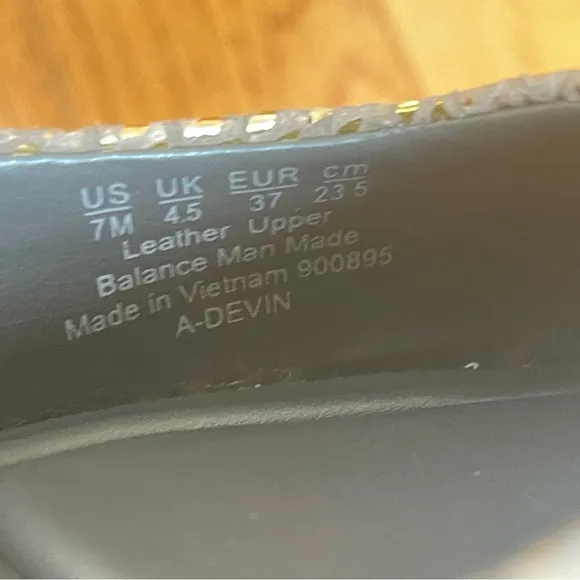 US UK EUR cm
7M 4.5 37 23 5
Leather Upper
Balance Man Made
Made in Vietnam 900895
A-DEVIN